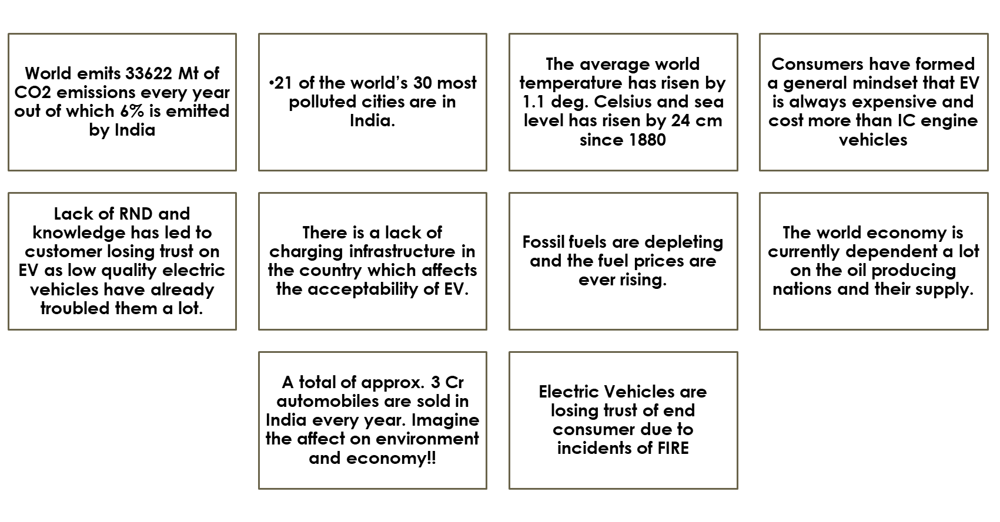 World emits 33622 Mt of
CO2 emissions every year
out of which 6% is emitted
by India
•21 of the world’s 30 most
polluted cities are in
India.
The average world
temperature has risen by
1.1 deg. Celsius and sea
level has risen by 24 cm
since 1880
Consumers have formed
a general mindset that EV
is always expensive and
cost more than IC engine
vehicles
Lack of RND and
knowledge has led to
customer losing trust on
EV as low quality electric
vehicles have already
troubled them a lot.
There is a lack of
charging infrastructure in
the country which affects
the acceptability of EV.
Fossil fuels are depleting
and the fuel prices are
ever rising.
The world economy is
currently dependent a lot
on the oil producing
nations and their supply.
A total of approx. 3 Cr
automobiles are sold in
India every year. Imagine
the affect on environment
and economy!!
Electric Vehicles are
losing trust of end
consumer due to
incidents of FIRE